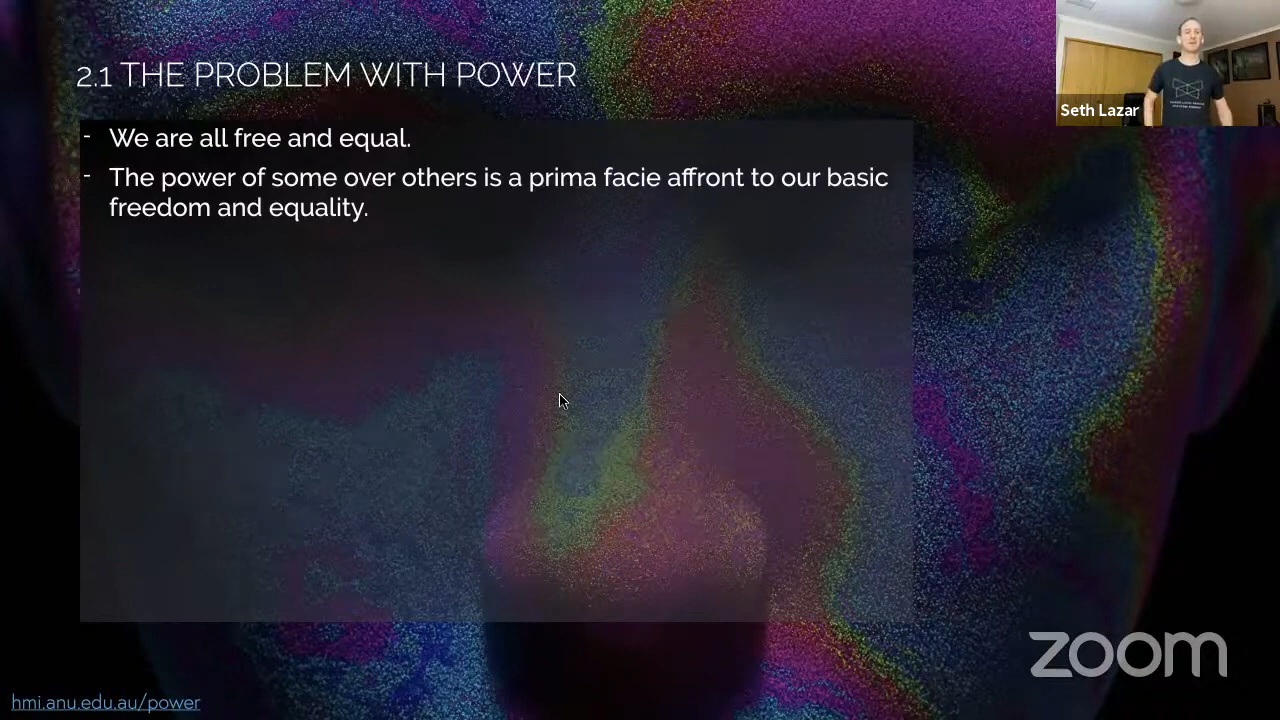 2.1 THE PROBLEM WITH POWER
Seth Lazar
- We are all free and equal.
- The power of some over others is a prima facie affront to our basic
freedom and equality.
zoom
hmi.anu.edu.au/power